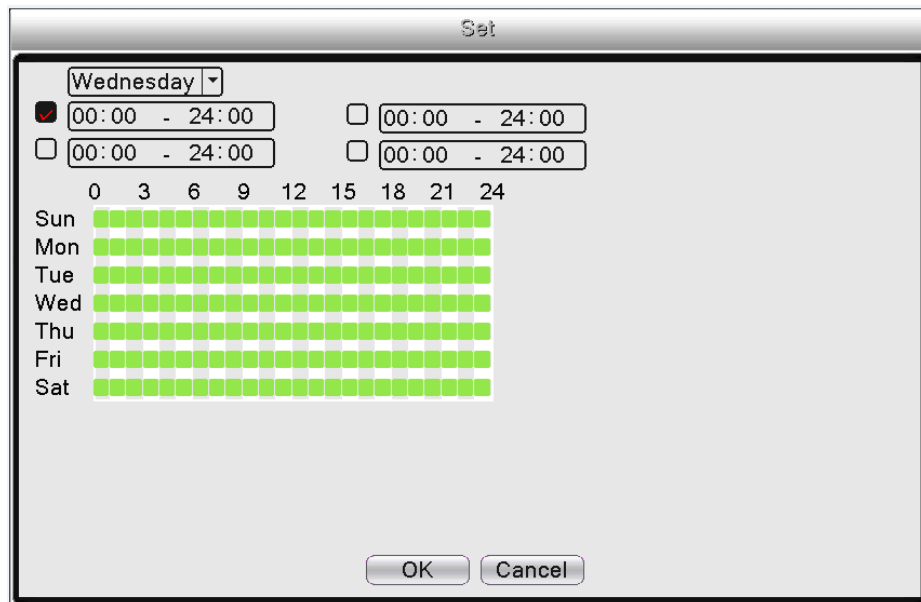 Set
Wednesday
00:00 - 24:00 00:00 - 24:00
00:00 - 24:00 00:00 - 24:00
0 3 6 9 12 15 18 21 24
Sun
Mon
Tue
Wed
Thu
Fri
Sat
OK Cancel